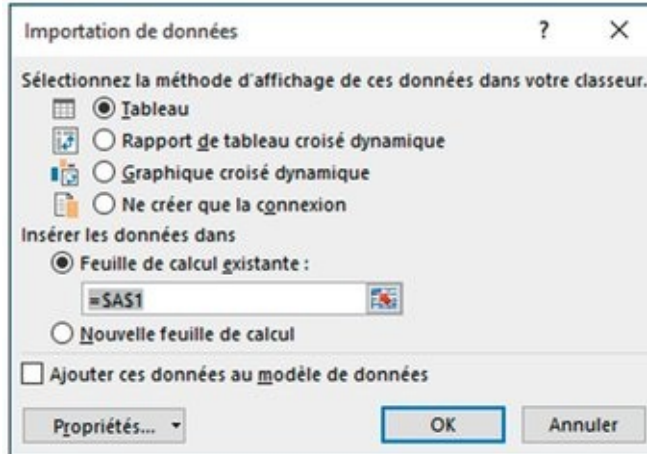 Importation de données ? ✕
Sélectionnez la méthode d'affichage de ces données dans votre classeur.
Tableau
Rapport de tableau croisé dynamique
Graphique croisé dynamique
Ne créer que la connexion
Insérer les données dans
Feuille de calcul existante :
=$A$1
Nouvelle feuille de calcul
Ajouter ces données au modèle de données
Propriétés... OK Annuler